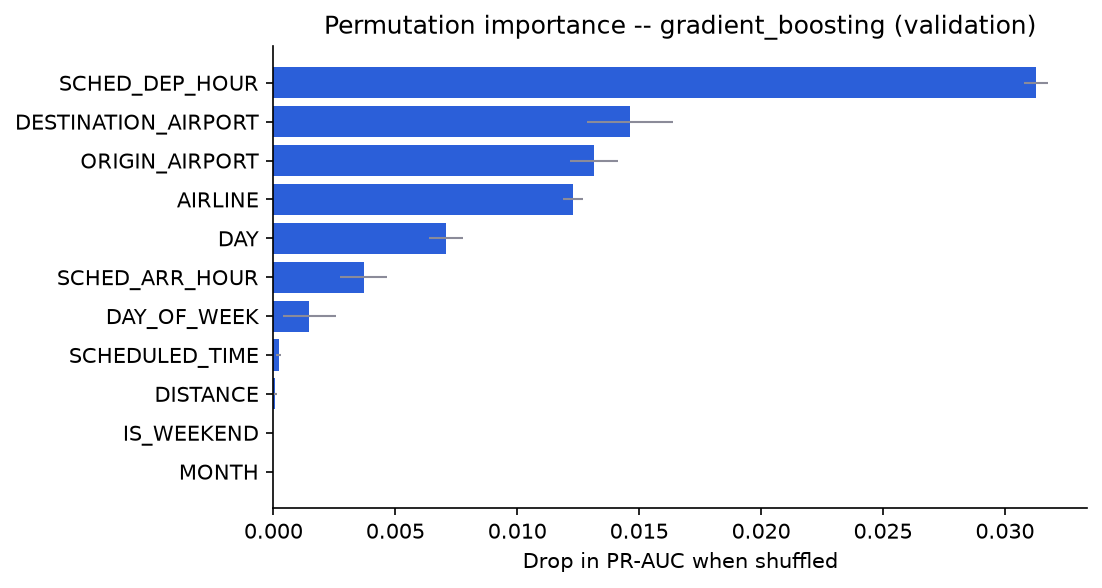 Permutation importance -- gradient_boosting (validation)
SCHED_DEP_HOUR
DESTINATION_AIRPORT
ORIGIN_AIRPORT
AIRLINE
DAY
SCHED_ARR_HOUR
DAY_OF_WEEK
SCHEDULED_TIME
DISTANCE
IS_WEEKEND
MONTH
0.000 0.005 0.010 0.015 0.020 0.025 0.030
Drop in PR-AUC when shuffled